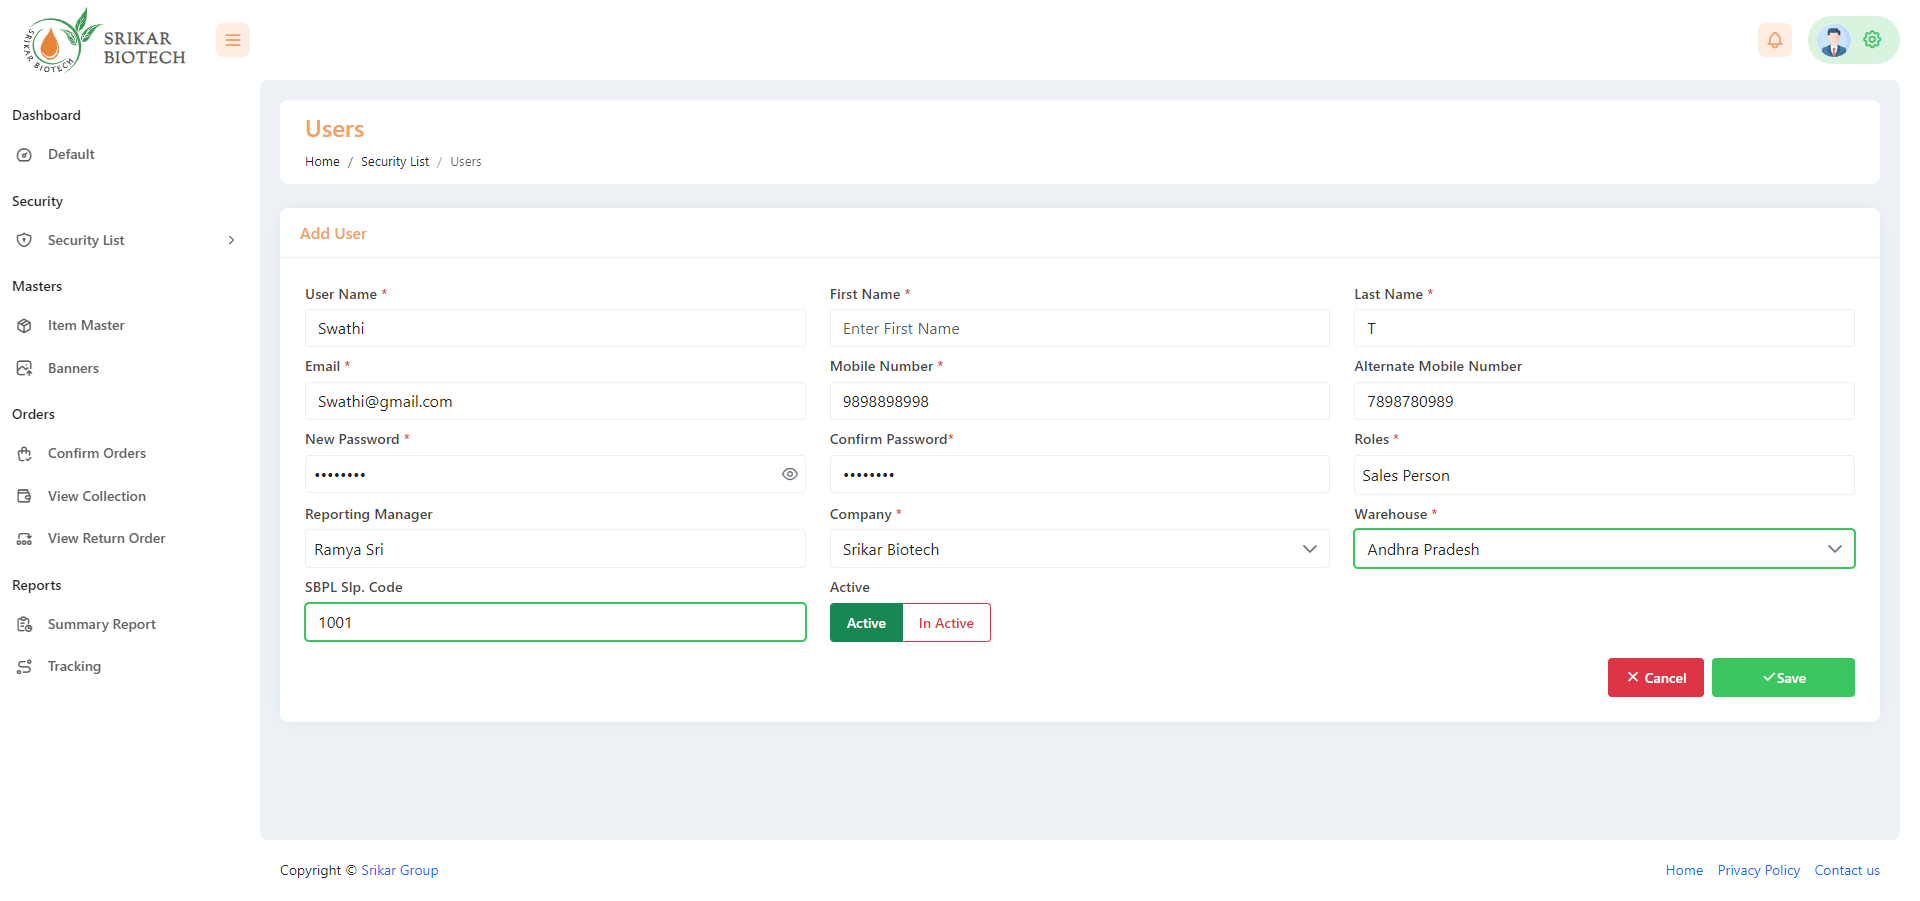 SRIKAR BIOTECH
SRIKAR
BIOTECH
Dashboard
Default
Security
Security List
Masters
Item Master
Banners
Orders
Confirm Orders
View Collection
View Return Order
Reports
Summary Report
Tracking
Users
Home / Security List / Users
Add User
User Name * First Name * Last Name *
Swathi Enter First Name T
Email * Mobile Number * Alternate Mobile Number
Swathi@gmail.com 9898898998 7898780989
New Password * Confirm Password* Roles *
•••••••• •••••••• Sales Person
Reporting Manager Company * Warehouse *
Ramya Sri Srikar Biotech Andhra Pradesh
SBPL Slp. Code Active
1001 Active In Active
Cancel Save
Copyright © Srikar Group Home Privacy Policy Contact us